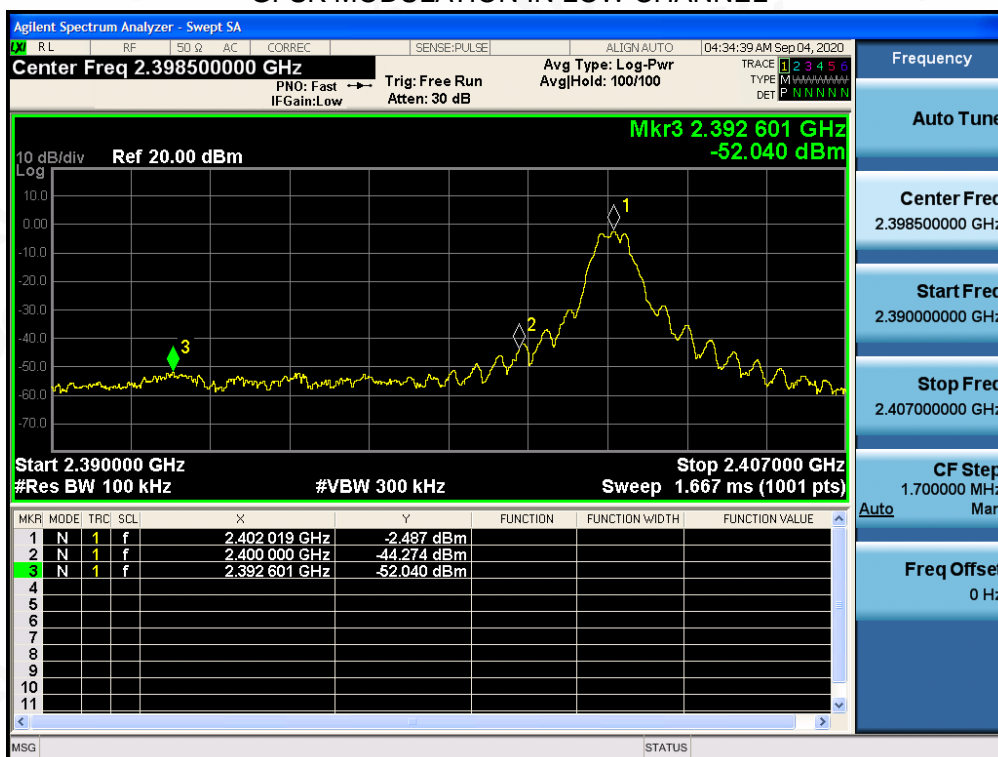 GFSK MODULATION IN LOW CHANNEL
Agilent Spectrum Analyzer - Swept SA
LXI RL RF 50 Ω AC CORREC SENSE:PULSE ALIGN AUTO 04:34:39 AM Sep 04, 2020
Center Freq 2.398500000 GHz
PNO: Fast
IFGain:Low
Trig: Free Run
Atten: 30 dB
Avg Type: Log-Pwr
Avg|Hold: 100/100
TRACE 1 2 3 4 5 6
TYPE M
DET P N N N N N
Mkr3 2.392 601 GHz
-52.040 dBm
10 dB/div Ref 20.00 dBm
Log
10.0
0.00
-10.0
-20.0
-30.0
-40.0
-50.0
-60.0
-70.0
1
2
3
Start 2.390000 GHz Stop 2.407000 GHz
#Res BW 100 kHz #VBW 300 kHz Sweep 1.667 ms (1001 pts)
MKR MODE TRC SCL X Y FUNCTION FUNCTION WIDTH FUNCTION VALUE
1 N 1 f 2.402 019 GHz -2.487 dBm
2 N 1 f 2.400 000 GHz -44.274 dBm
3 N 1 f 2.392 601 GHz -52.040 dBm
4
5
6
7
8
9
10
11
MSG STATUS
Frequency
Auto Tune
Center Freq
2.398500000 GHz
Start Freq
2.390000000 GHz
Stop Freq
2.407000000 GHz
CF Step
1.700000 MHz
Auto Man
Freq Offset
0 Hz